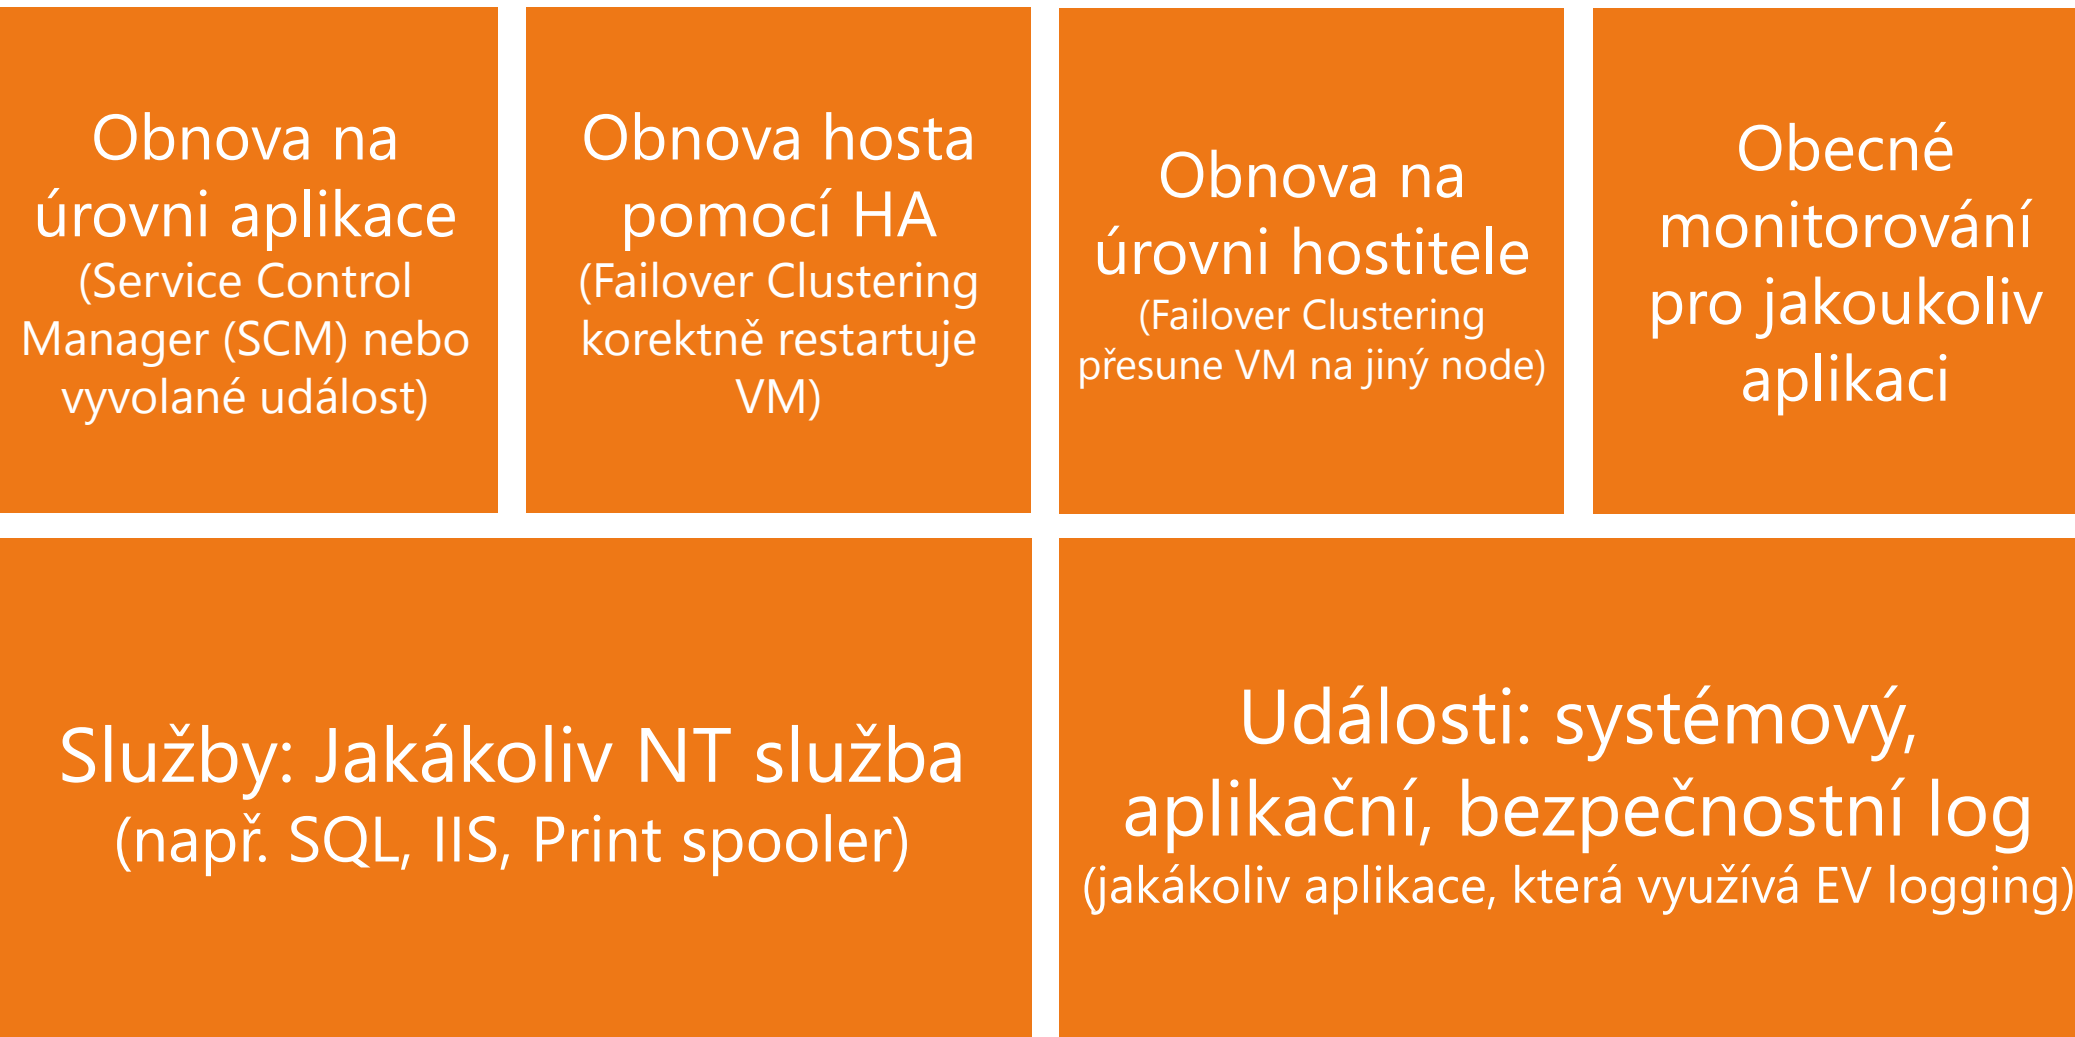 Obnova na
úrovni aplikace
(Service Control
Manager (SCM) nebo
vyvolané událost)
Obnova hosta
pomocí HA
(Failover Clustering
korektně restartuje
VM)
Obnova na
úrovni hostitele
(Failover Clustering
přesune VM na jiný node)
Obecné
monitorování
pro jakoukoliv
aplikaci
Služby: Jakákoliv NT služba
(např. SQL, IIS, Print spooler)
Události: systémový,
aplikační, bezpečnostní log
(jakákoliv aplikace, která využívá EV logging)